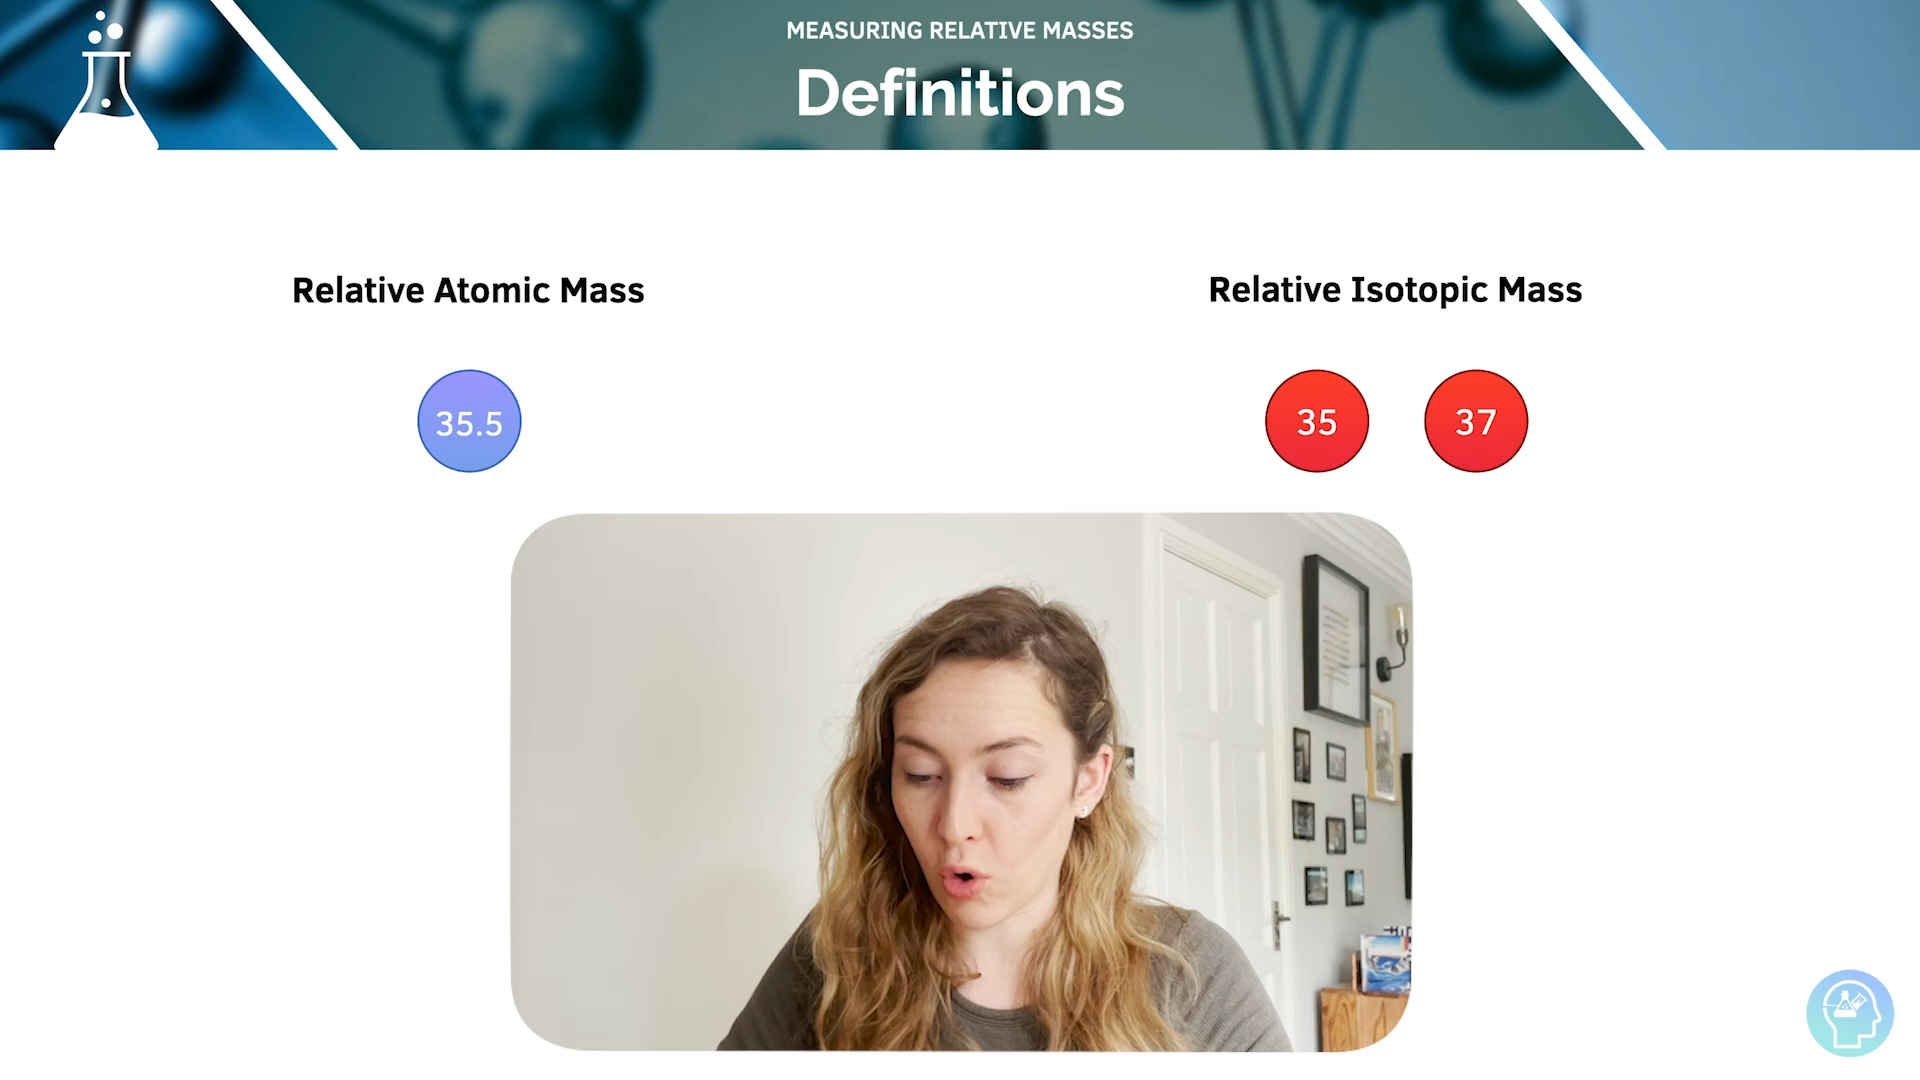 MEASURING RELATIVE MASSES
Definitions
Relative Atomic Mass
Relative Isotopic Mass
35.5
35
37